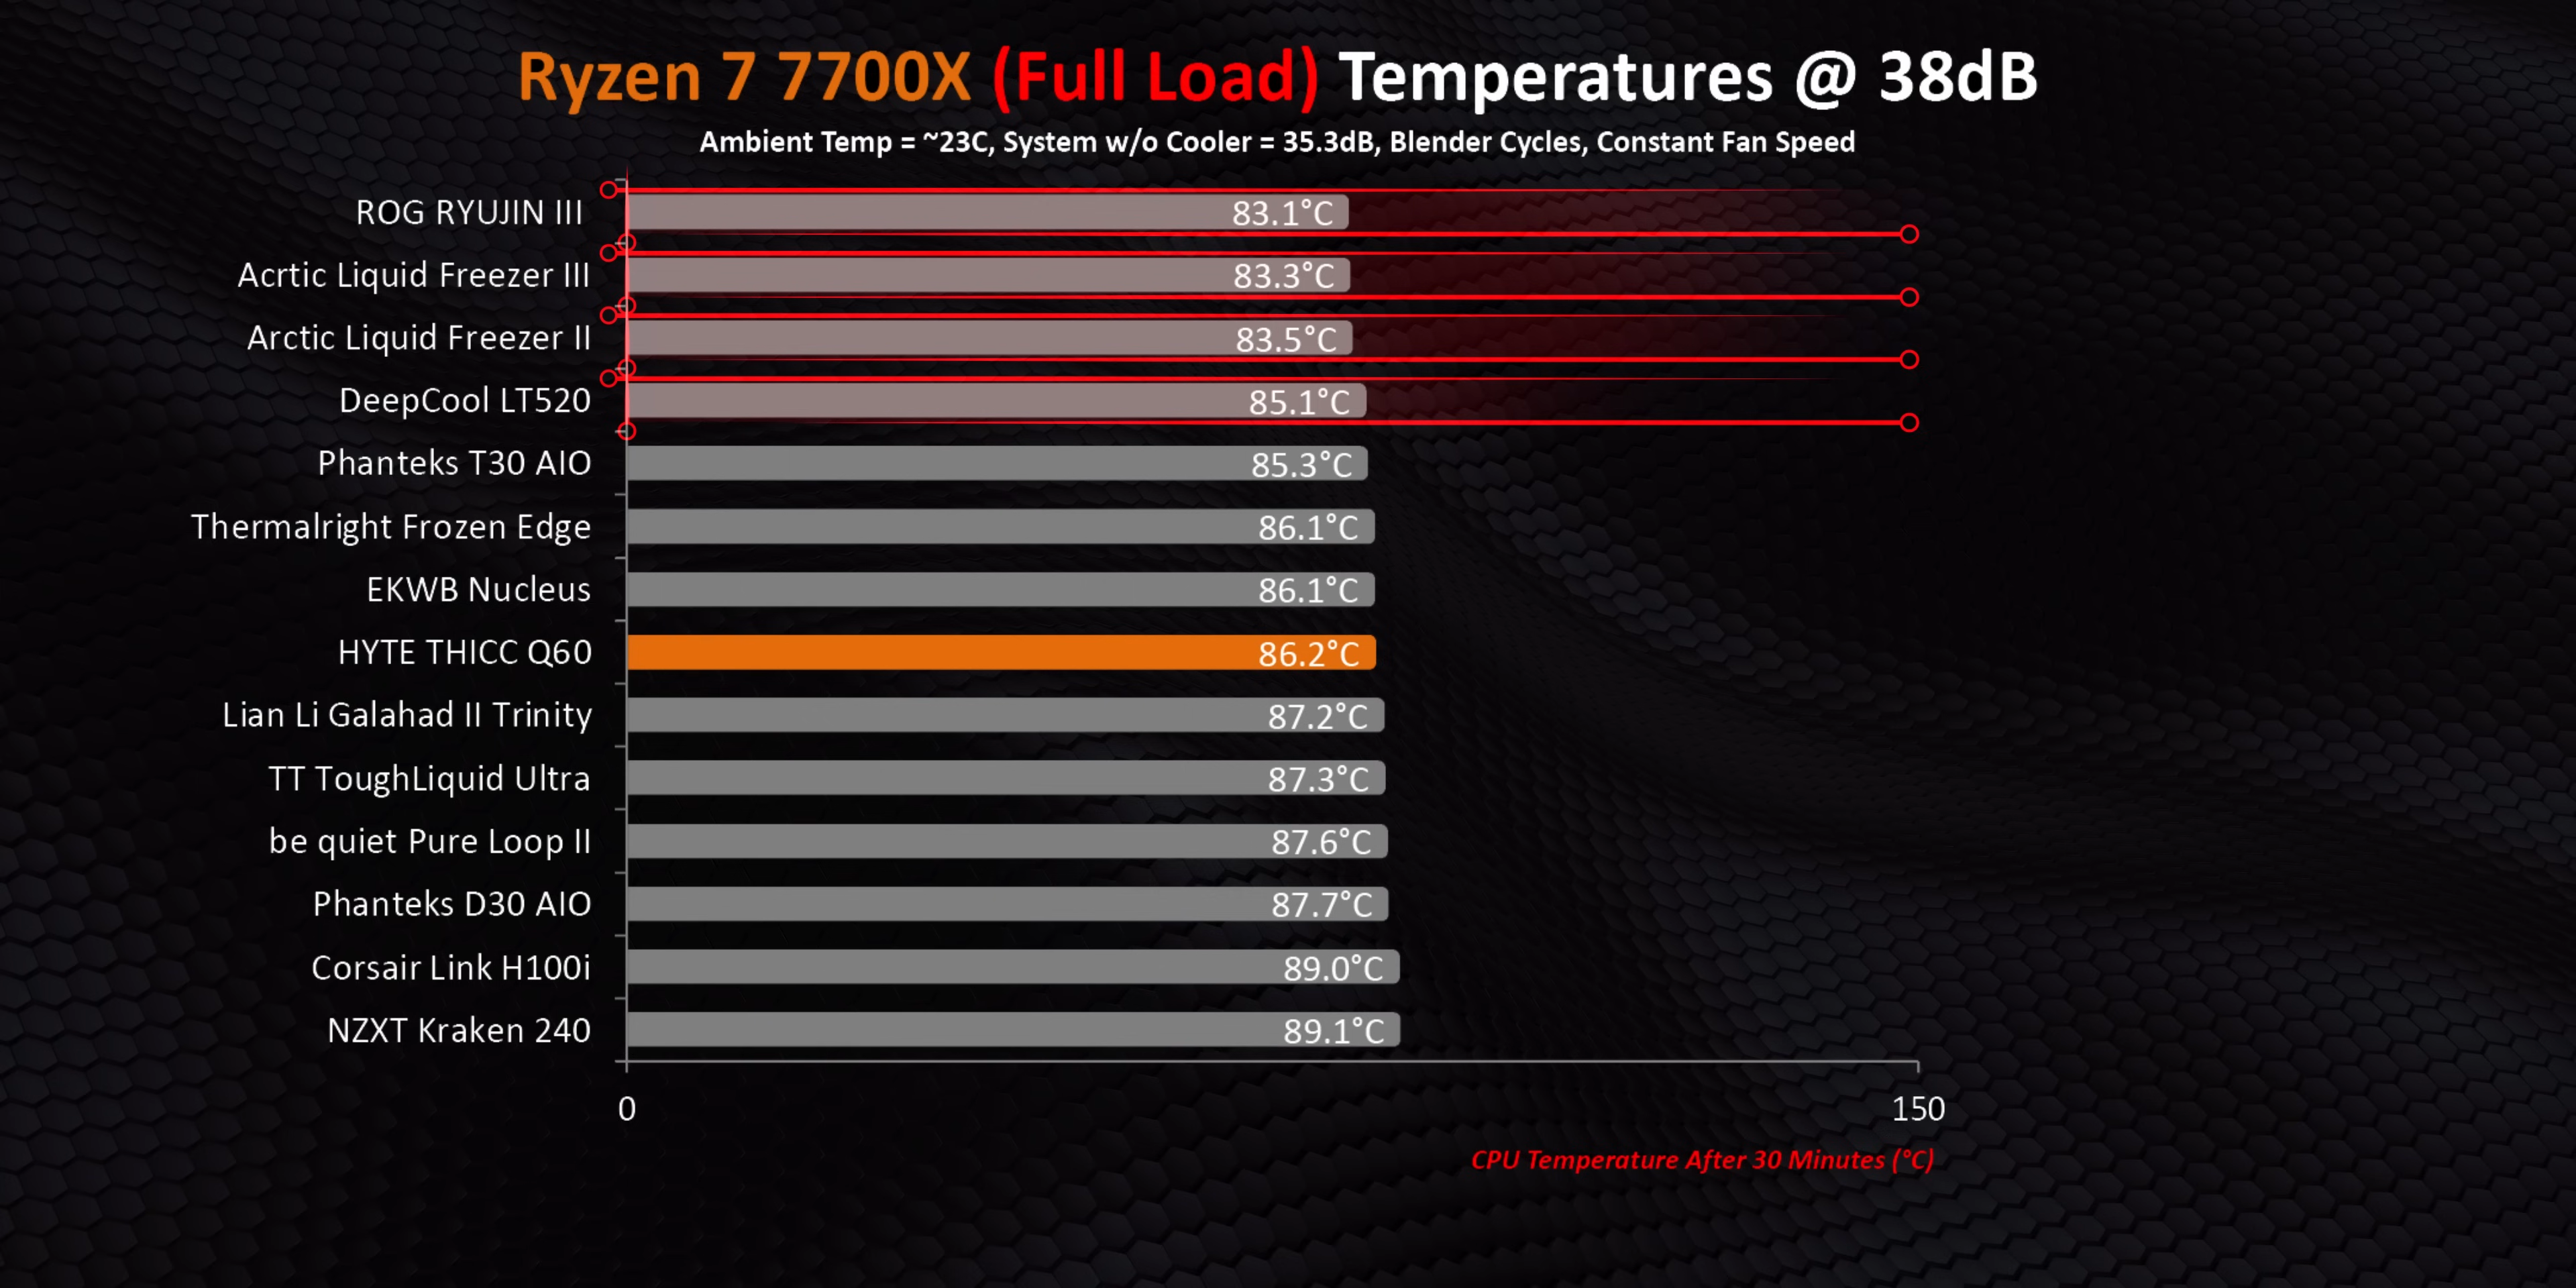 Ryzen 7 7700X (Full Load) Temperatures @ 38dB
Ambient Temp = ~23C, System w/o Cooler = 35.3dB, Blender Cycles, Constant Fan Speed
ROG RYUJIN III 83.1°C
Acrtic Liquid Freezer III 83.3°C
Arctic Liquid Freezer II 83.5°C
DeepCool LT520 85.1°C
Phanteks T30 AIO 85.3°C
Thermalright Frozen Edge 86.1°C
EKWB Nucleus 86.1°C
HYTE THICC Q60 86.2°C
Lian Li Galahad II Trinity 87.2°C
TT ToughLiquid Ultra 87.3°C
be quiet Pure Loop II 87.6°C
Phanteks D30 AIO 87.7°C
Corsair Link H100i 89.0°C
NZXT Kraken 240 89.1°C
0 150
CPU Temperature After 30 Minutes (°C)